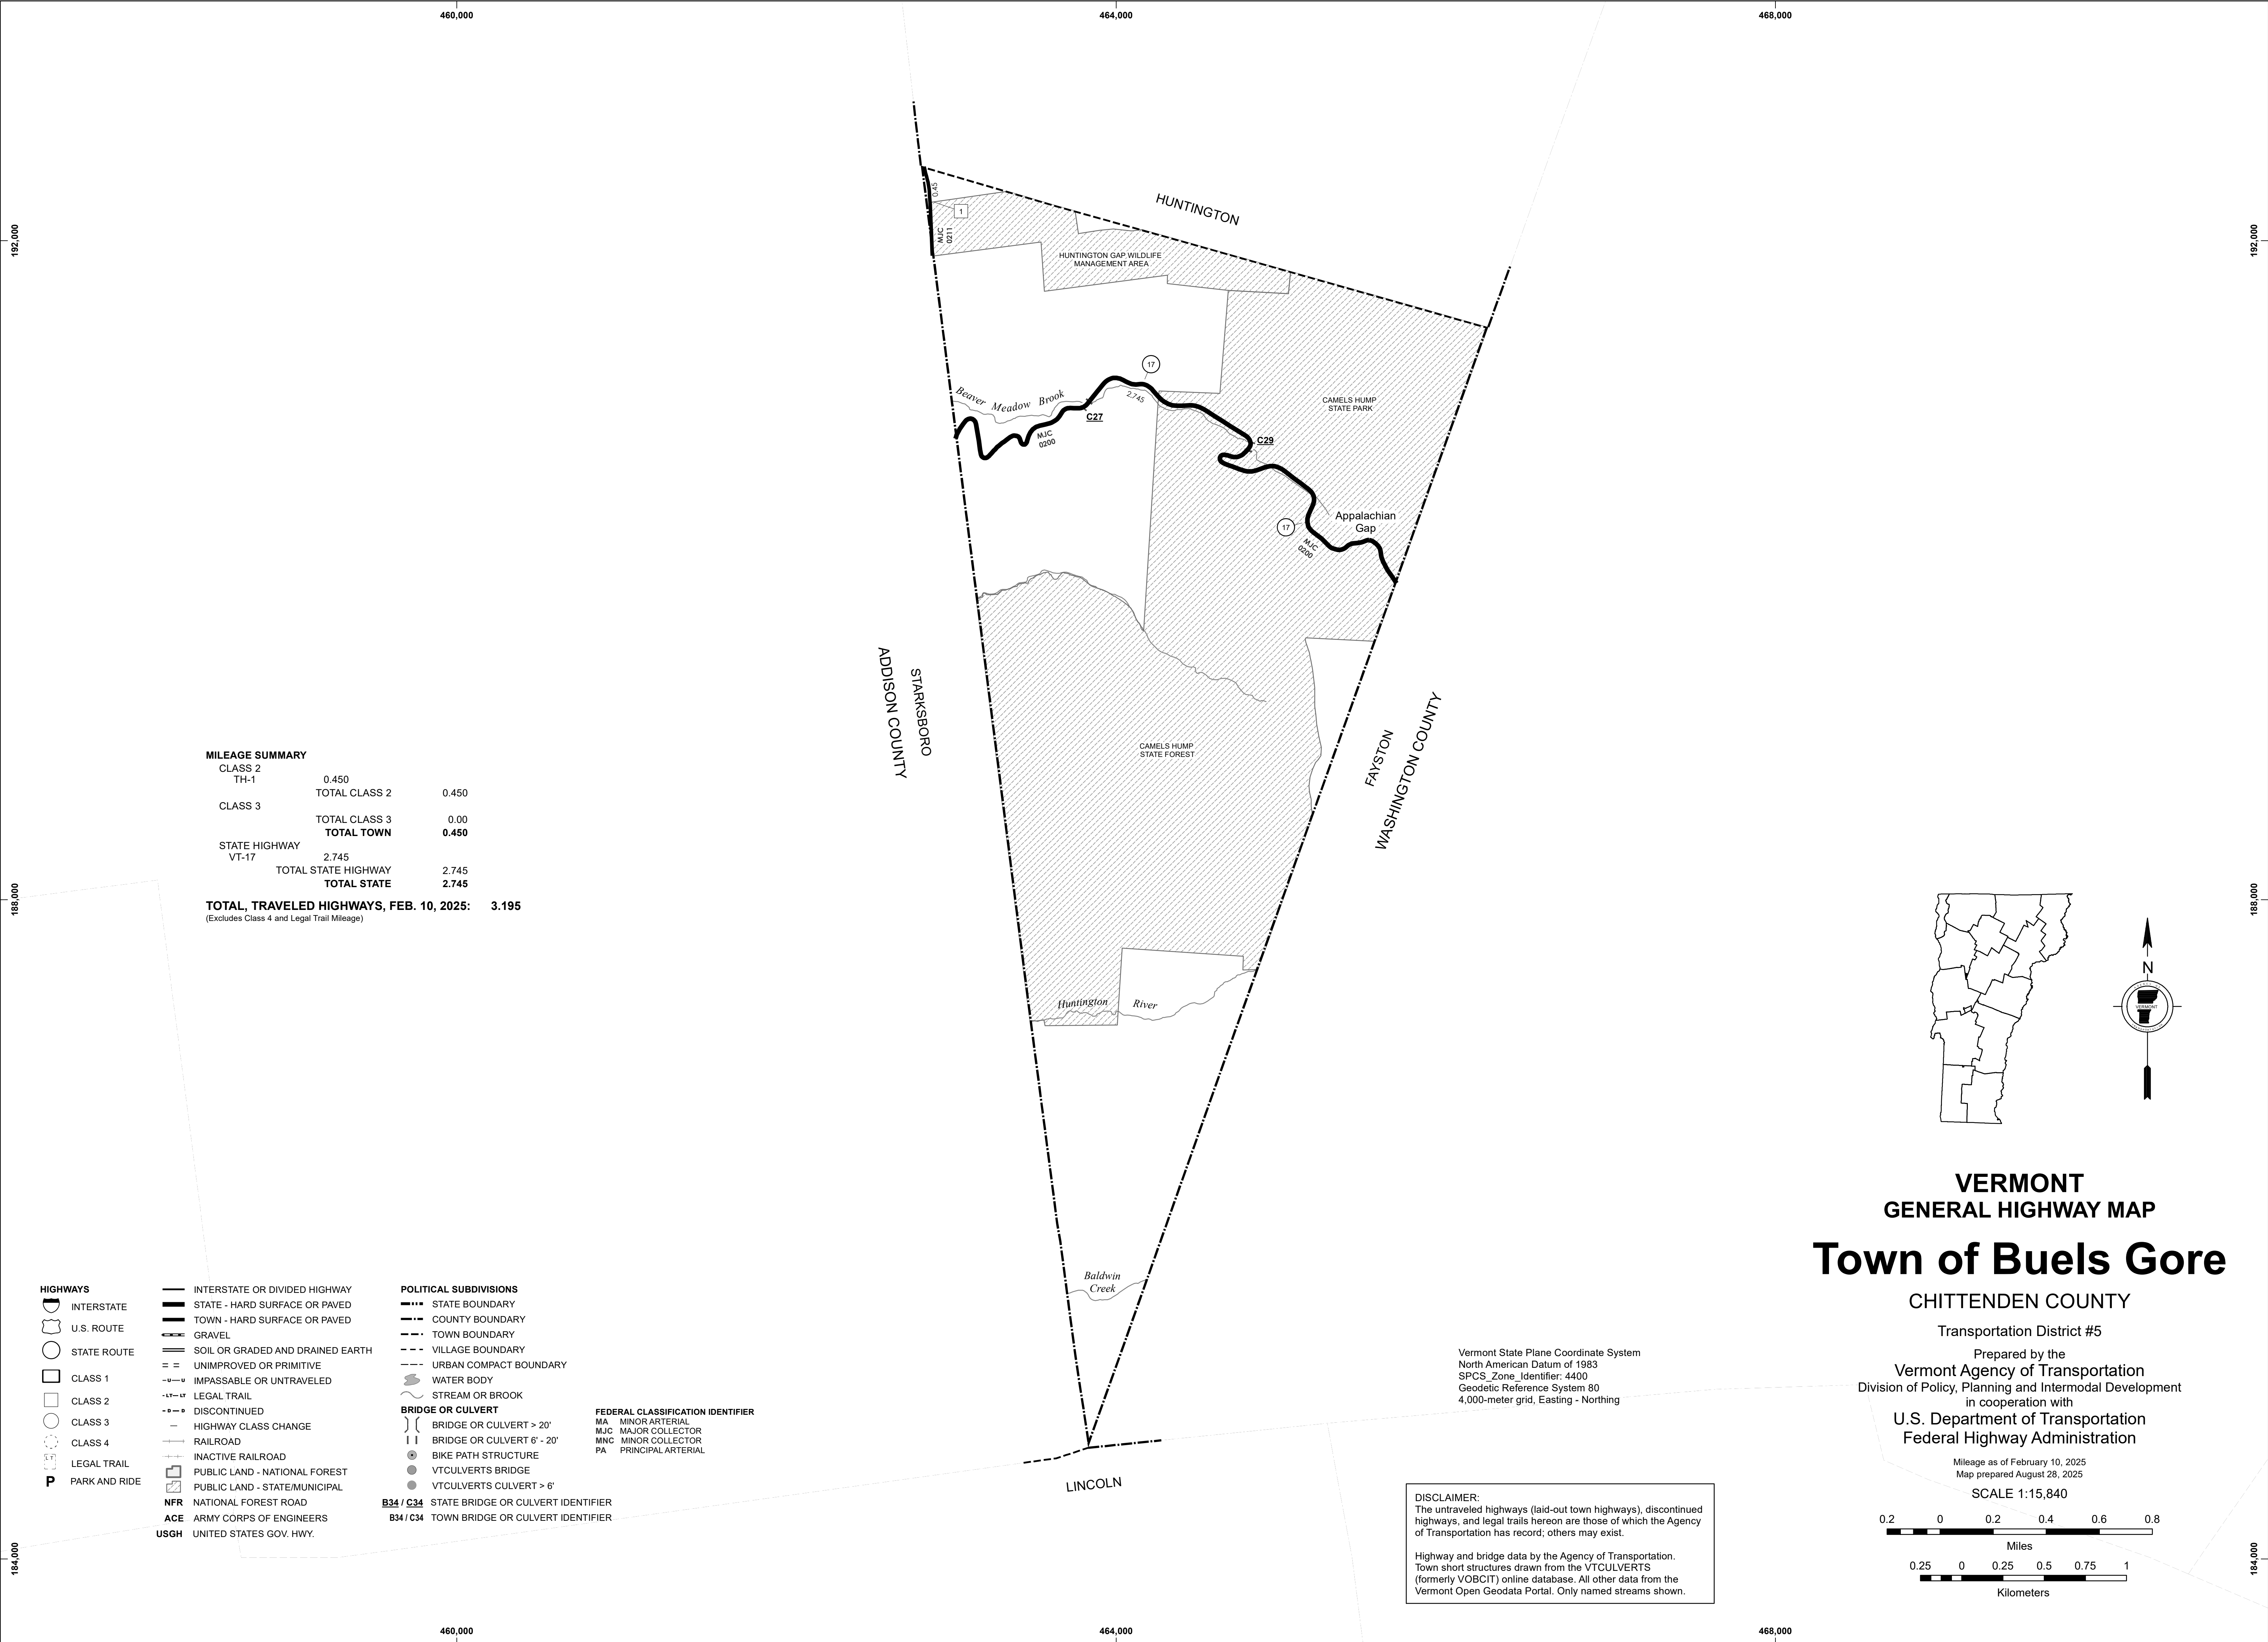 460,000
464,000
468,000
192,000
192,000
HUNTINGTON
0.45
1
MJC
0211
HUNTINGTON GAP WILDLIFE
MANAGEMENT AREA
17
Beaver Meadow Brook
2.745
C27
MJC
0200
CAMELS HUMP
STATE PARK
C29
Appalachian
Gap
17
MJC
0200
ADDISON COUNTY
STARKSBORO
FAYSTON
WASHINGTON COUNTY
CAMELS HUMP
STATE FOREST
MILEAGE SUMMARY
CLASS 2
TH-1 0.450
TOTAL CLASS 2 0.450
CLASS 3
TOTAL CLASS 3 0.00
TOTAL TOWN 0.450
STATE HIGHWAY
VT-17 2.745
TOTAL STATE HIGHWAY 2.745
TOTAL STATE 2.745
TOTAL, TRAVELED HIGHWAYS, FEB. 10, 2025: 3.195
(Excludes Class 4 and Legal Trail Mileage)
188,000
188,000
Huntington River
N
VERMONT
Baldwin
Creek
LINCOLN
VERMONT
GENERAL HIGHWAY MAP
Town of Buels Gore
CHITTENDEN COUNTY
Transportation District #5
Prepared by the
Vermont Agency of Transportation
Division of Policy, Planning and Intermodal Development
in cooperation with
U.S. Department of Transportation
Federal Highway Administration
Mileage as of February 10, 2025
Map prepared August 28, 2025
SCALE 1:15,840
0.2 0 0.2 0.4 0.6 0.8
Miles
0.25 0 0.25 0.5 0.75 1
Kilometers
HIGHWAYS
INTERSTATE
U.S. ROUTE
STATE ROUTE
CLASS 1
CLASS 2
CLASS 3
CLASS 4
L T
LEGAL TRAIL
P PARK AND RIDE
INTERSTATE OR DIVIDED HIGHWAY
STATE - HARD SURFACE OR PAVED
TOWN - HARD SURFACE OR PAVED
GRAVEL
SOIL OR GRADED AND DRAINED EARTH
UNIMPROVED OR PRIMITIVE
U U IMPASSABLE OR UNTRAVELED
LT LT LEGAL TRAIL
D D DISCONTINUED
HIGHWAY CLASS CHANGE
RAILROAD
INACTIVE RAILROAD
PUBLIC LAND - NATIONAL FOREST
PUBLIC LAND - STATE/MUNICIPAL
NFR NATIONAL FOREST ROAD
ACE ARMY CORPS OF ENGINEERS
USGH UNITED STATES GOV. HWY.
POLITICAL SUBDIVISIONS
STATE BOUNDARY
COUNTY BOUNDARY
TOWN BOUNDARY
VILLAGE BOUNDARY
URBAN COMPACT BOUNDARY
WATER BODY
STREAM OR BROOK
BRIDGE OR CULVERT
BRIDGE OR CULVERT > 20'
BRIDGE OR CULVERT 6' - 20'
BIKE PATH STRUCTURE
VTCULVERTS BRIDGE
VTCULVERTS CULVERT > 6'
B34 / C34 STATE BRIDGE OR CULVERT IDENTIFIER
B34 / C34 TOWN BRIDGE OR CULVERT IDENTIFIER
FEDERAL CLASSIFICATION IDENTIFIER
MA MINOR ARTERIAL
MJC MAJOR COLLECTOR
MNC MINOR COLLECTOR
PA PRINCIPAL ARTERIAL
Vermont State Plane Coordinate System
North American Datum of 1983
SPCS_Zone_Identifier: 4400
Geodetic Reference System 80
4,000-meter grid, Easting - Northing
DISCLAIMER:
The untraveled highways (laid-out town highways), discontinued
highways, and legal trails hereon are those of which the Agency
of Transportation has record; others may exist.
Highway and bridge data by the Agency of Transportation.
Town short structures drawn from the VTCULVERTS
(formerly VOBCIT) online database. All other data from the
Vermont Open Geodata Portal. Only named streams shown.
184,000
184,000
460,000
464,000
468,000